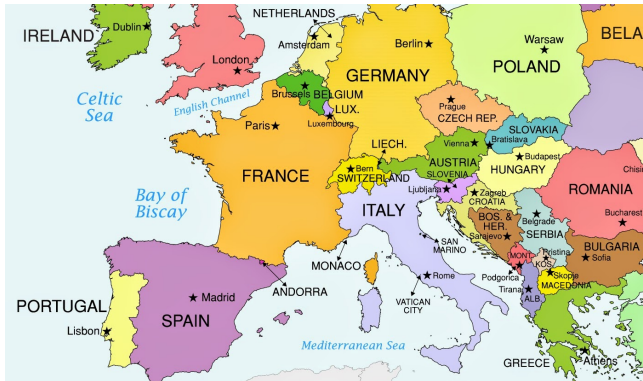 NETHERLANDS
IRELAND
Dublin
London
Amsterdam
Berlin
Warsaw
BELA
POLAND
GERMANY
Celtic
Sea
English Channel
Brussels
BELGIUM
LUX.
Luxembourg
Prague
CZECH REP.
Paris
SLOVAKIA
Bratislava
Vienna
LIECH.
Bern
SWITZERLAND
AUSTRIA
SLOVENIA
Budapest
HUNGARY
Chisi
FRANCE
Ljubljana
Zagreb
CROATIA
ROMANIA
Bay of
Biscay
ITALY
BOS. &
HER.
Sarajevo
Belgrade
SERBIA
Buchares
SAN
MARINO
MONACO
MONT.
Pristina
KOS.
BULGARIA
Sofia
ANDORRA
Rome
Podgorica
Skopje
MACEDONIA
Tirana
ALB.
VATICAN
CITY
PORTUGAL
Madrid
Lisbon
SPAIN
Mediterranean Sea
GREECE
Athens